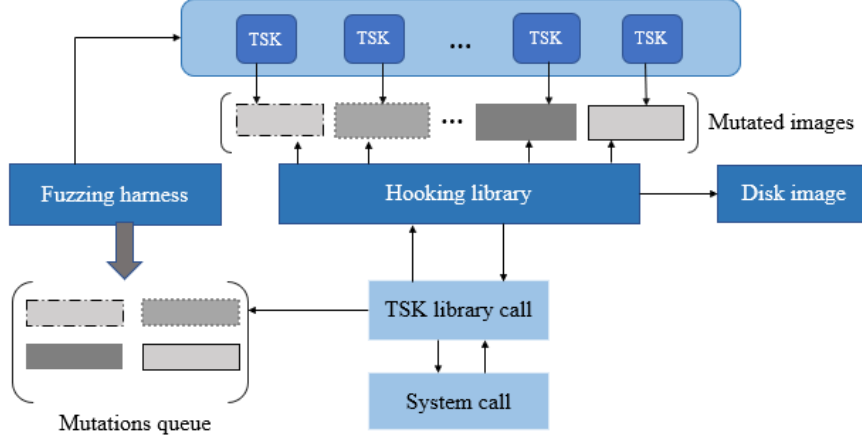 TSK
TSK
...
TSK
TSK
...
Mutated images
Fuzzing harness
Hooking library
Disk image
TSK library call
System call
Mutations queue